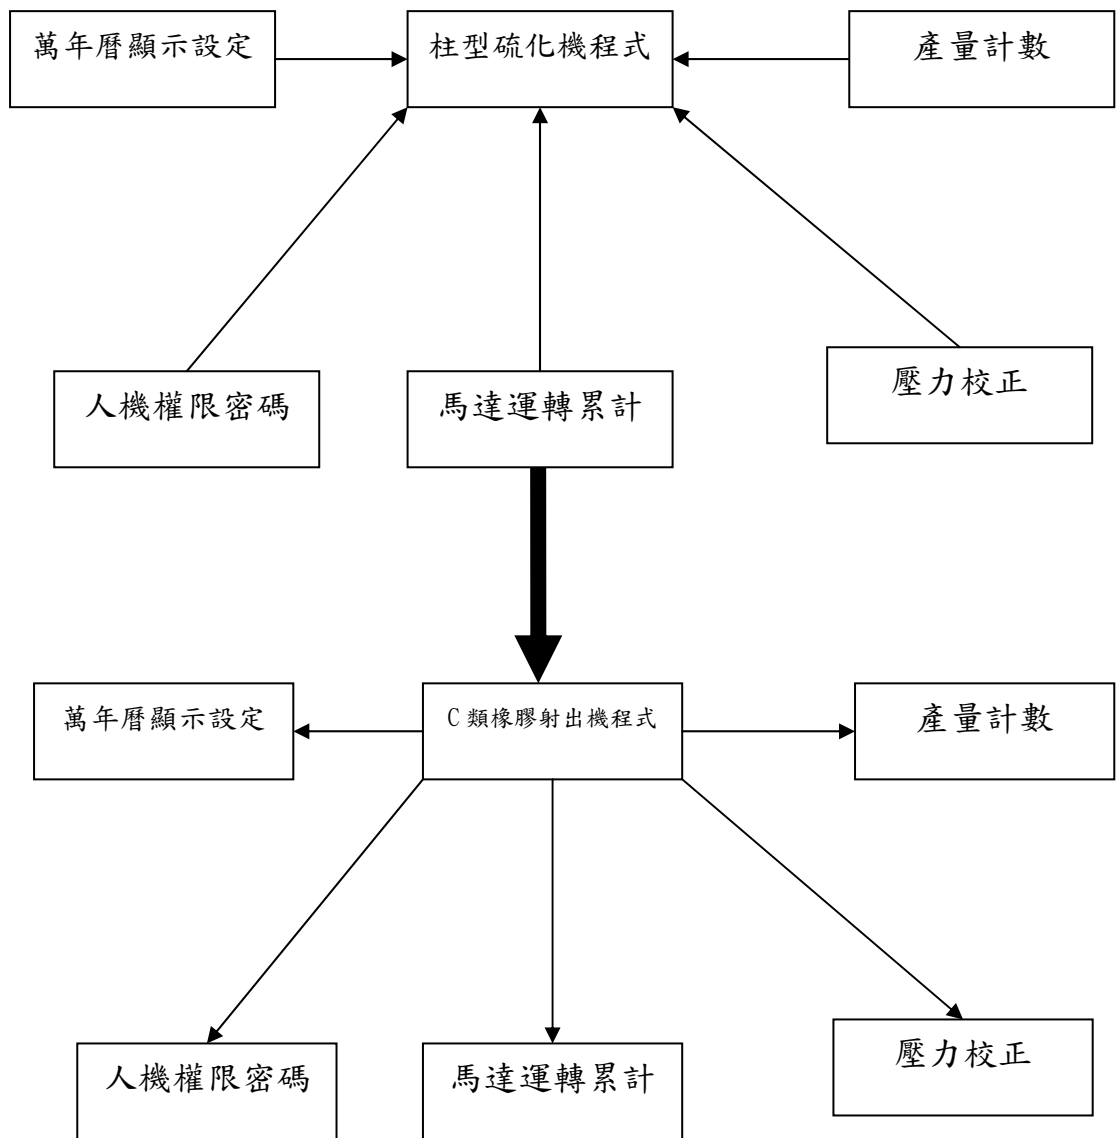 萬年曆顯示設定
柱型硫化機程式
產量計數
人機權限密碼
馬達運轉累計
壓力校正
萬年曆顯示設定
C 類橡膠射出機程式
產量計數
人機權限密碼
馬達運轉累計
壓力校正